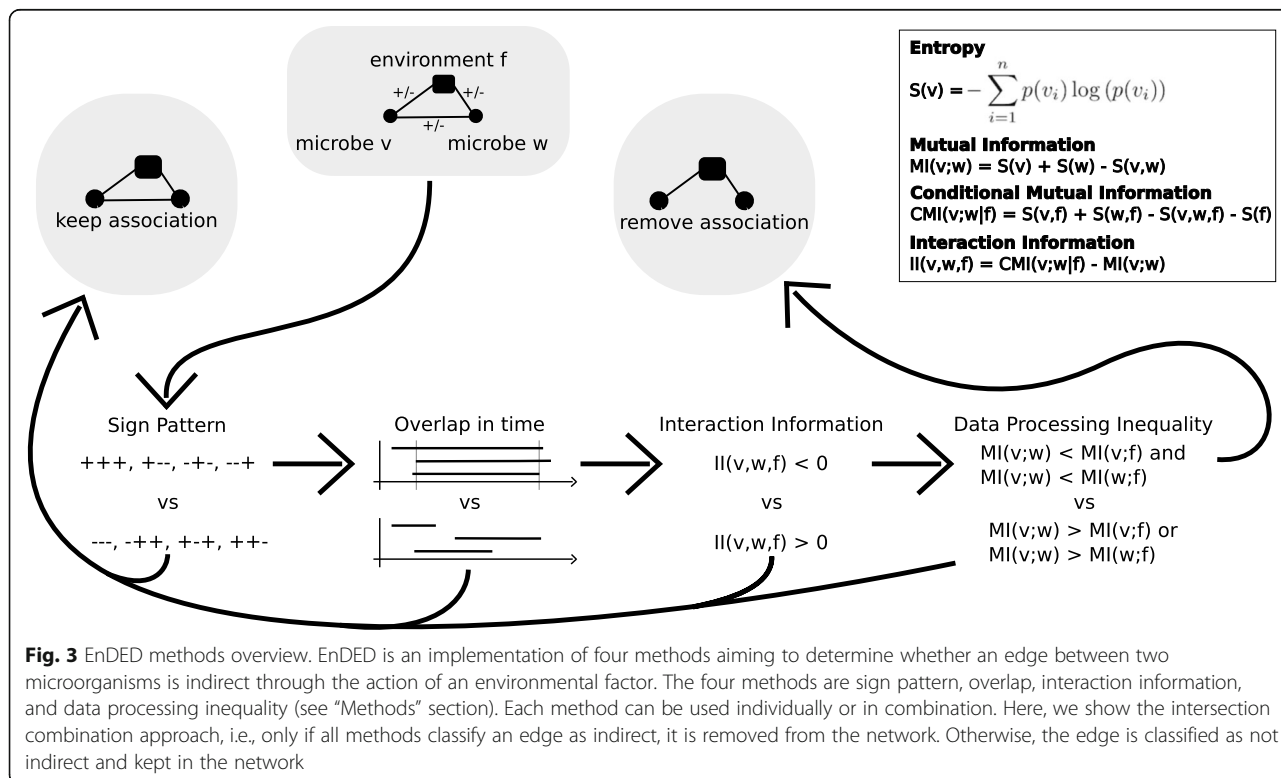 environment f
+/- +/-
+/-
microbe v microbe w
keep association
remove association
Entropy
S(v) = − ∑ᵢ₌₁ⁿ p(vᵢ) log (p(vᵢ))
Mutual Information
MI(v;w) = S(v) + S(w) - S(v,w)
Conditional Mutual Information
CMI(v;w|f) = S(v,f) + S(w,f) - S(v,w,f) - S(f)
Interaction Information
II(v,w,f) = CMI(v;w|f) - MI(v;w)
Sign Pattern
+++, +--, -+-, --+
vs
---, -++, +-+, ++-
Overlap in time
vs
Interaction Information
II(v,w,f) < 0
vs
II(v,w,f) > 0
Data Processing Inequality
MI(v;w) < MI(v;f) and
MI(v;w) < MI(w;f)
vs
MI(v;w) > MI(v;f) or
MI(v;w) > MI(w;f)
Fig. 3 EnDED methods overview. EnDED is an implementation of four methods aiming to determine whether an edge between two
microorganisms is indirect through the action of an environmental factor. The four methods are sign pattern, overlap, interaction information,
and data processing inequality (see “Methods” section). Each method can be used individually or in combination. Here, we show the intersection
combination approach, i.e., only if all methods classify an edge as indirect, it is removed from the network. Otherwise, the edge is classified as not
indirect and kept in the network